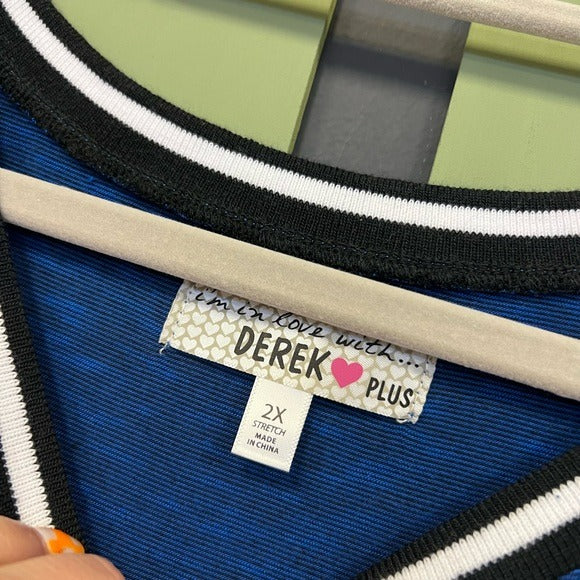 i'm in love with...
DEREK PLUS
2X
STRETCH
MADE
IN CHINA